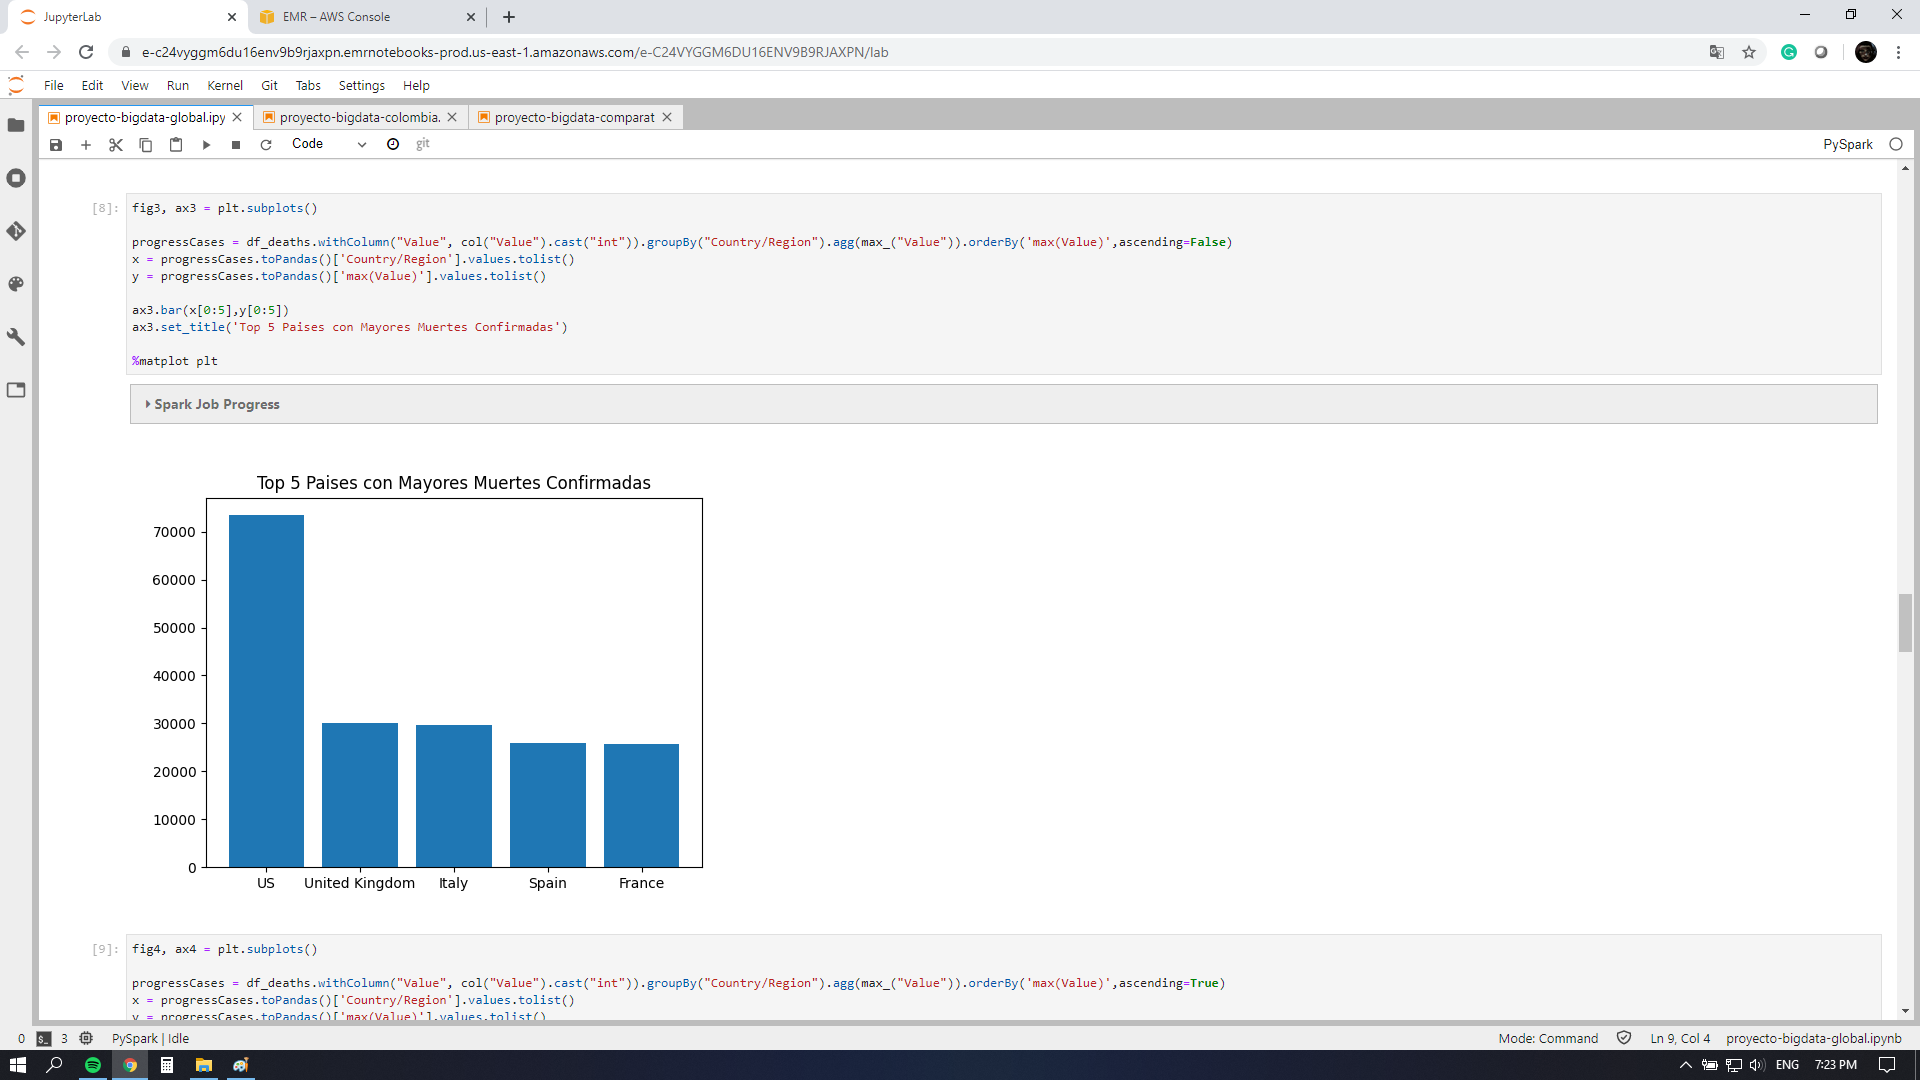 JupyterLab
EMR – AWS Console
e-c24vyggm6du16env9b9rjaxpn.emrnotebooks-prod.us-east-1.amazonaws.com/e-C24VYGGM6DU16ENV9B9RJAXPN/lab
File Edit View Run Kernel Git Tabs Settings Help
proyecto-bigdata-global.ipy proyecto-bigdata-colombia. proyecto-bigdata-comparat
Code git PySpark
[8]: fig3, ax3 = plt.subplots()
progressCases = df_deaths.withColumn("Value", col("Value").cast("int")).groupBy("Country/Region").agg(max_("Value")).orderBy('max(Value)',ascending=False)
x = progressCases.toPandas()['Country/Region'].values.tolist()
y = progressCases.toPandas()['max(Value)'].values.tolist()
ax3.bar(x[0:5],y[0:5])
ax3.set_title('Top 5 Paises con Mayores Muertes Confirmadas')
%matplot plt
Spark Job Progress
Top 5 Paises con Mayores Muertes Confirmadas
70000
60000
50000
40000
30000
20000
10000
0
US United Kingdom Italy Spain France
[9]: fig4, ax4 = plt.subplots()
progressCases = df_deaths.withColumn("Value", col("Value").cast("int")).groupBy("Country/Region").agg(max_("Value")).orderBy('max(Value)',ascending=True)
x = progressCases.toPandas()['Country/Region'].values.tolist()
y = progressCases.toPandas()['max(Value)'].values.tolist()
0 $_ 3 PySpark | Idle Mode: Command Ln 9, Col 4 proyecto-bigdata-global.ipynb
ENG 7:23 PM